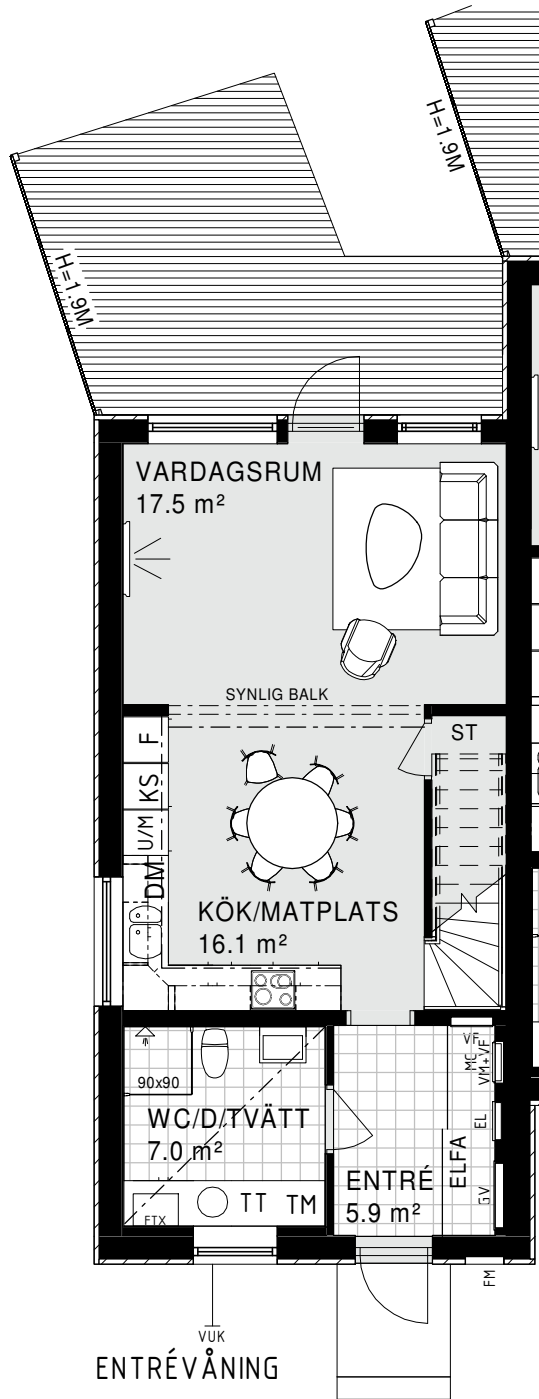 H=1.9M
H=1.9M
VARDAGSRUM
17.5 m²
SYNLIG BALK
ST
F
KS
U/M
DM
KÖK/MATPLATS
16.1 m²
VF
MC
VM+VF
90x90
WC/D/TVÄTT
7.0 m²
EL
ELFA
ENTRÉ
5.9 m²
GV
TT
TM
FTX
FM
VUK
ENTRÉVÅNING